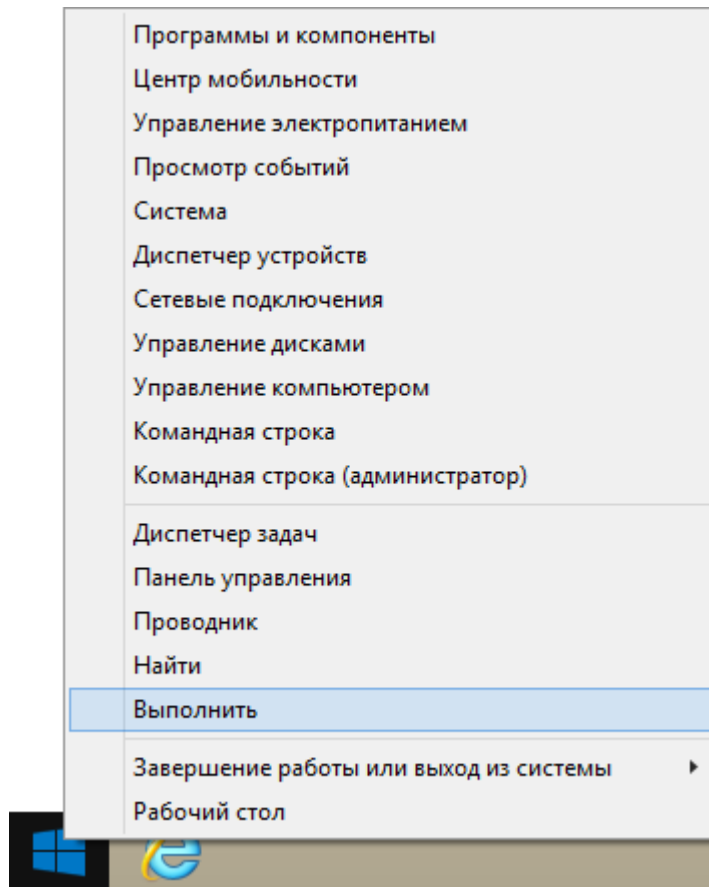 Программы и компоненты
Центр мобильности
Управление электропитанием
Просмотр событий
Система
Диспетчер устройств
Сетевые подключения
Управление дисками
Управление компьютером
Командная строка
Командная строка (администратор)
Диспетчер задач
Панель управления
Проводник
Найти
Выполнить
Завершение работы или выход из системы
Рабочий стол